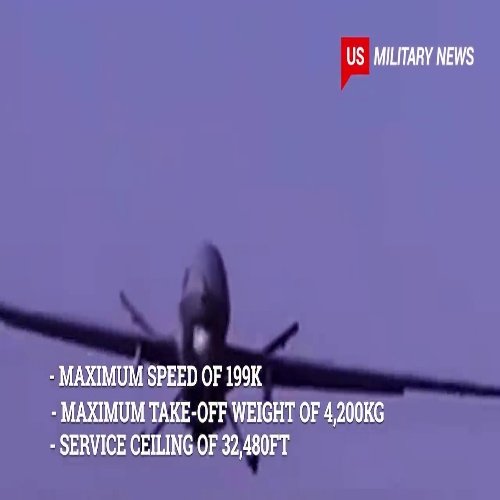 US MILITARY NEWS
- MAXIMUM SPEED OF 199K
- MAXIMUM TAKE-OFF WEIGHT OF 4,200KG
- SERVICE CEILING OF 32,480FT